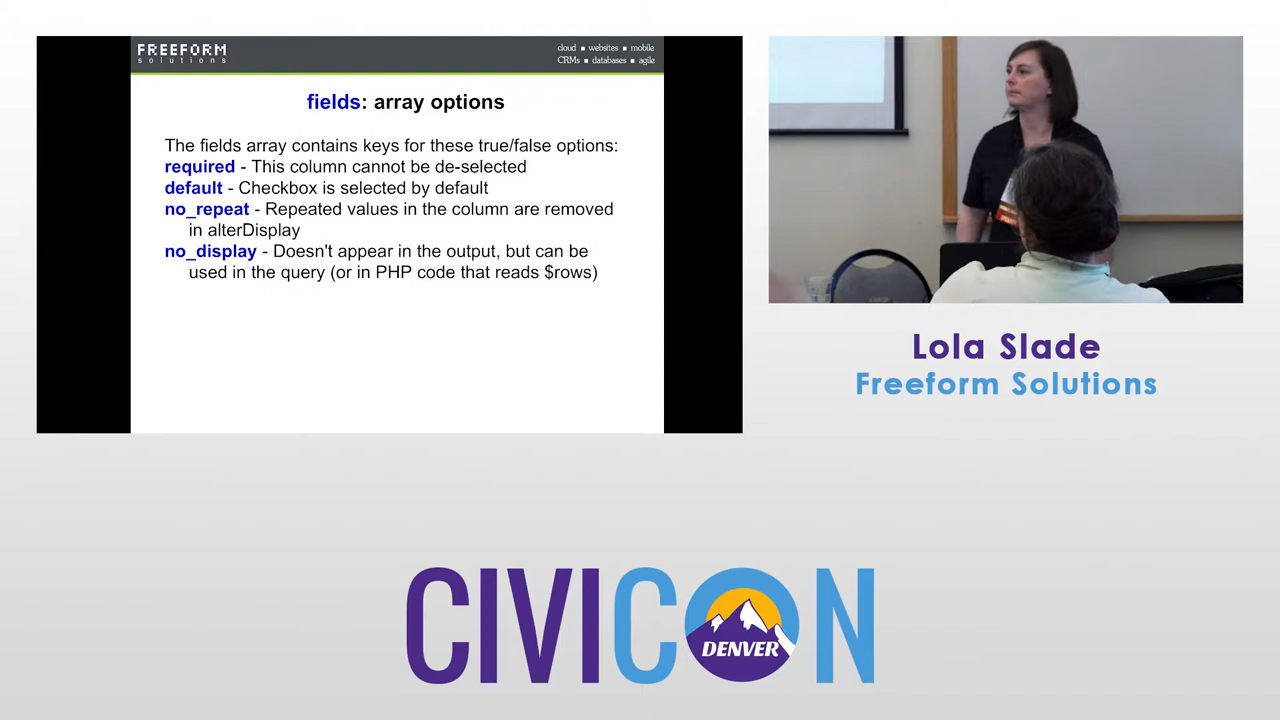 FREEFORM
solutions
cloud ■ websites ■ mobile
CRMs ■ databases ■ agile
fields: array options
The fields array contains keys for these true/false options:
required - This column cannot be de-selected
default - Checkbox is selected by default
no_repeat - Repeated values in the column are removed
in alterDisplay
no_display - Doesn't appear in the output, but can be
used in the query (or in PHP code that reads $rows)
Lola Slade
Freeform Solutions
CIVICON
DENVER